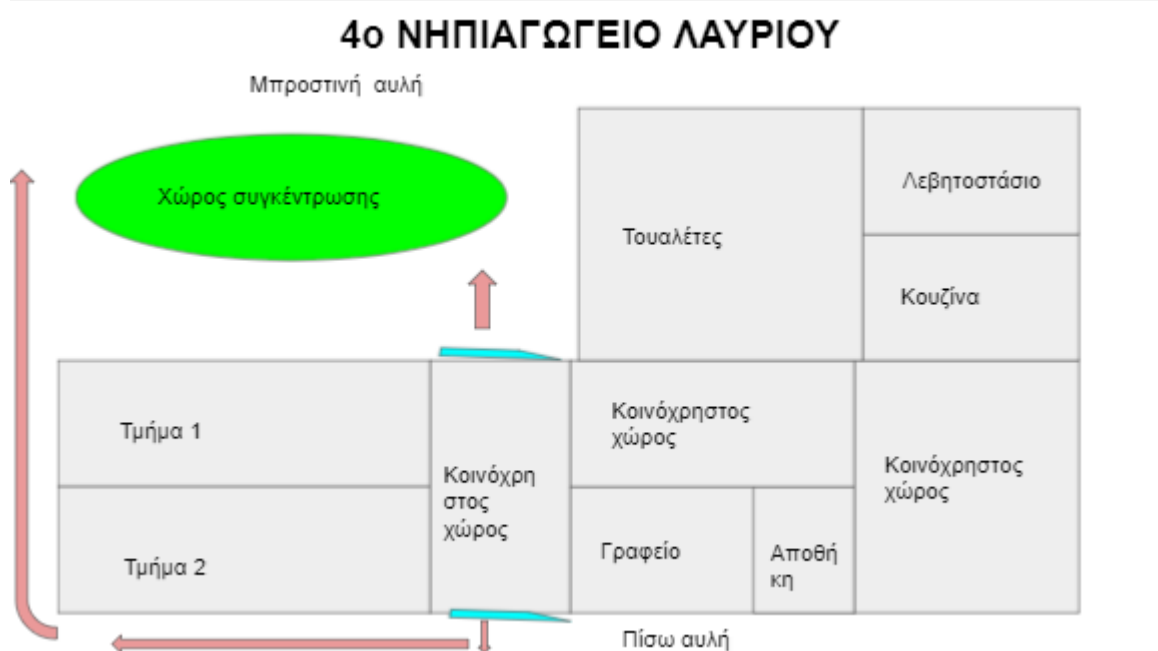 4ο ΝΗΠΙΑΓΩΓΕΙΟ ΛΑΥΡΙΟΥ
Μπροστινή αυλή
Χώρος συγκέντρωσης
Τουαλέτες
Λεβητοστάσιο
Κουζίνα
Τμήμα 1
Τμήμα 2
Κοινόχρη
στος
χώρος
Κοινόχρηστος
χώρος
Γραφείο
Αποθή
κη
Κοινόχρηστος
χώρος
Πίσω αυλή